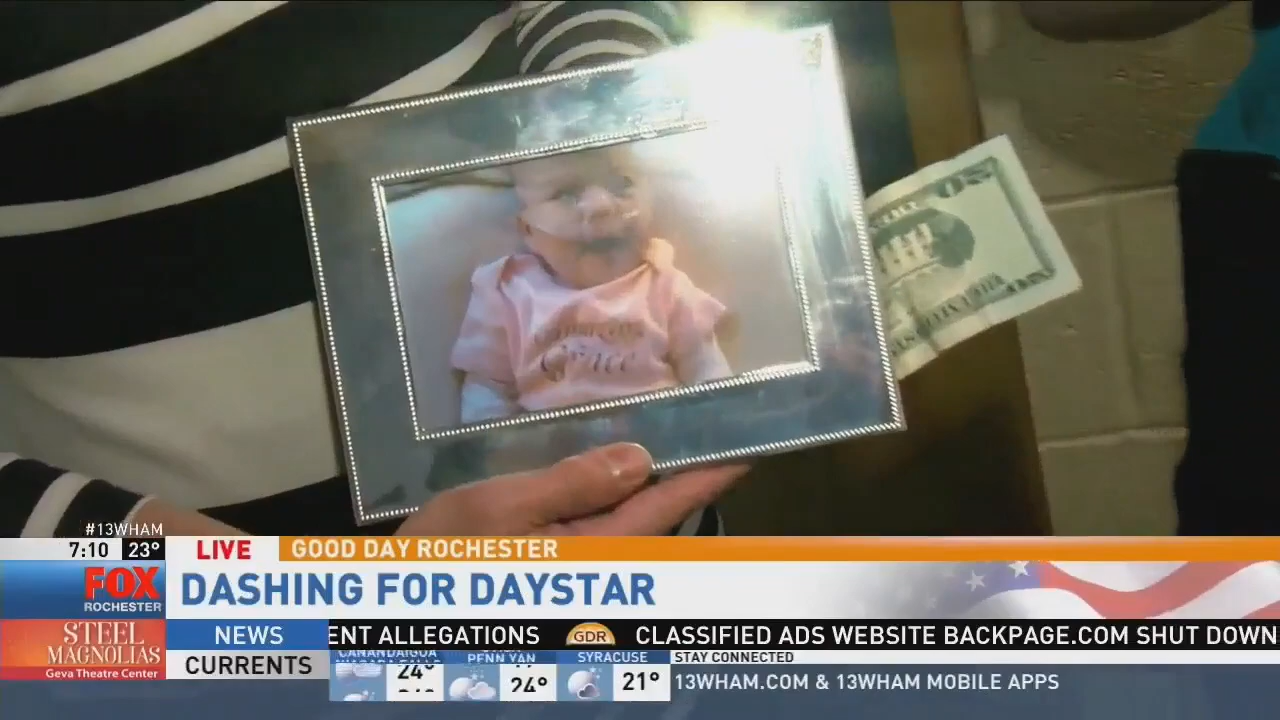 Grace
#13WHAM
7:10 23°
LIVE
GOOD DAY ROCHESTER
FOX
ROCHESTER
DASHING FOR DAYSTAR
STEEL
MAGNOLIAS
Geva Theatre Center
NEWS
CURRENTS
ENT ALLEGATIONS GDR CLASSIFIED ADS WEBSITE BACKPAGE.COM SHUT DOWN
CANANDAIGUA
24°
PENN YAN
24°
SYRACUSE
21°
STAY CONNECTED
13WHAM.COM & 13WHAM MOBILE APPS